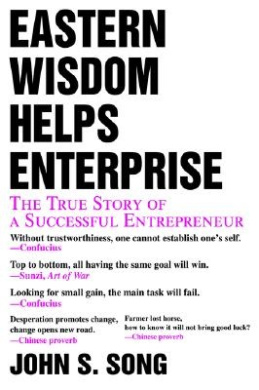 EASTERN
WISDOM
HELPS
ENTERPRISE
THE TRUE STORY OF
A SUCCESSFUL ENTREPRENEUR
Without trustworthiness, one cannot establish one's self.
—Confucius
Top to bottom, all having the same goal will win.
—Sunzi, Art of War
Looking for small gain, the main task will fail.
—Confucius
Desperation promotes change,
change opens new road.
—Chinese proverb
Farmer lost horse,
how to know it will not bring good luck?
—Chinese proverb
JOHN S. SONG